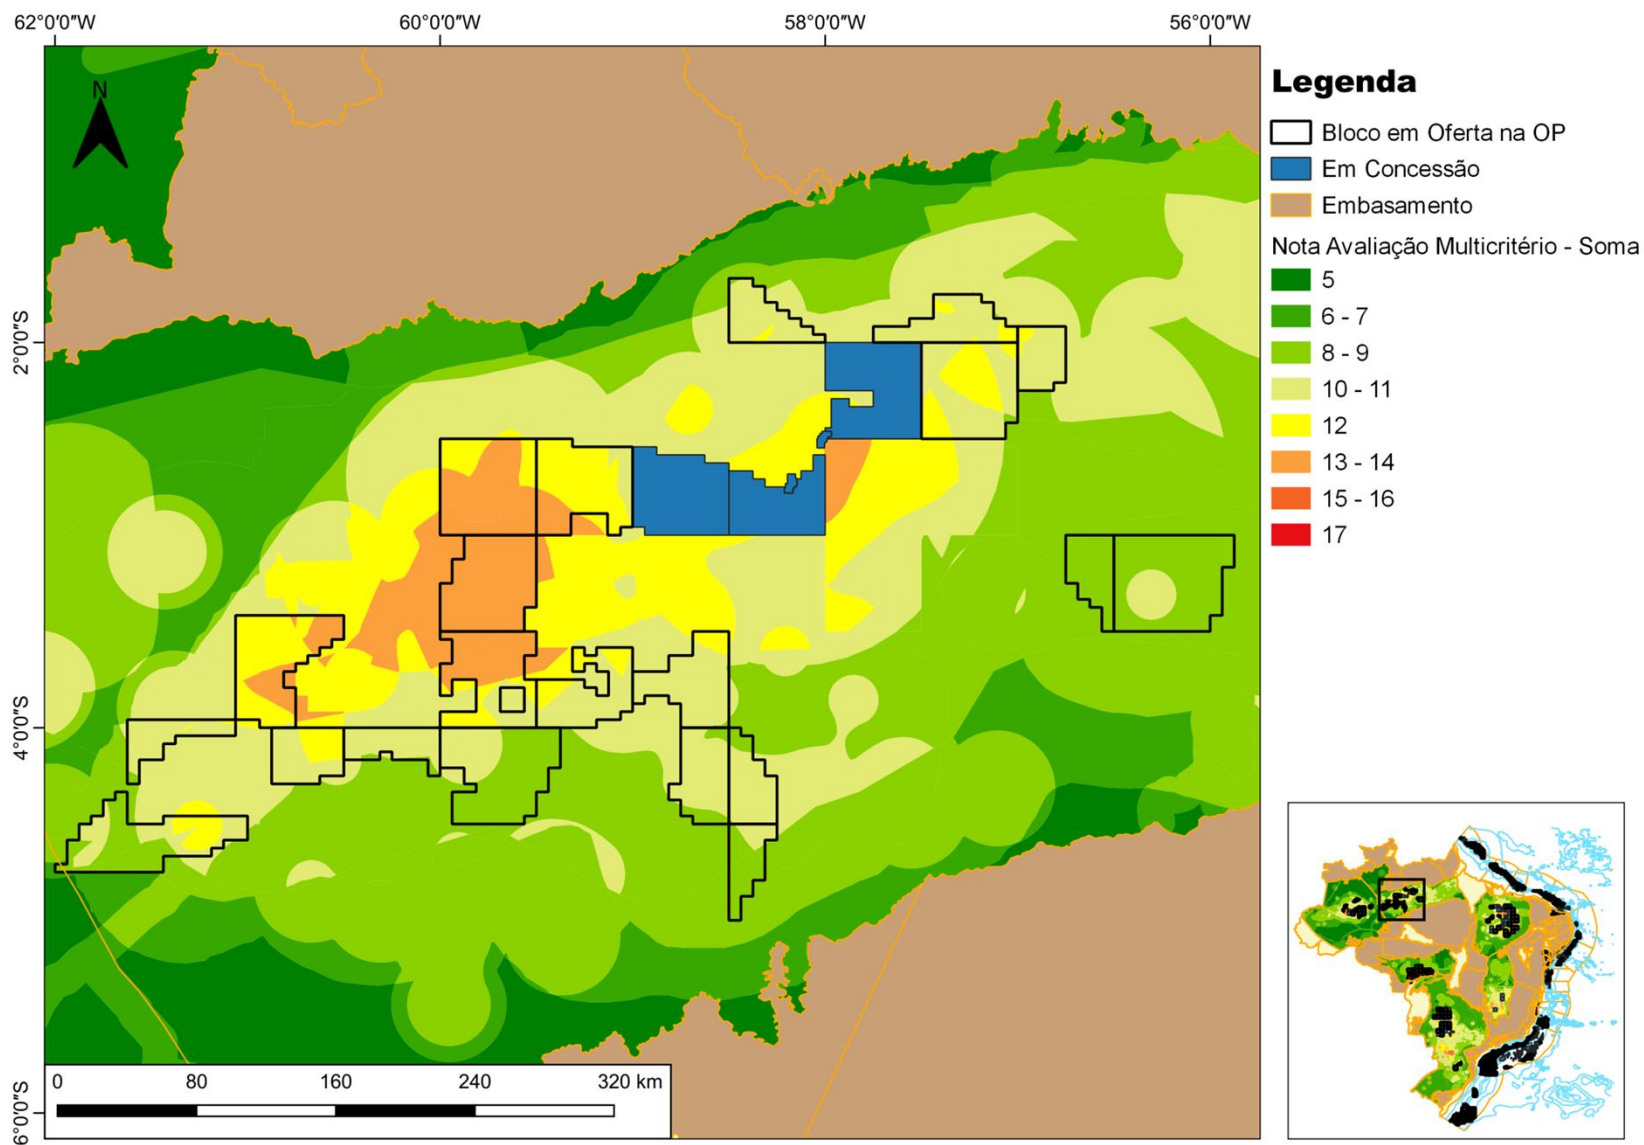 62°0'0"W 60°0'0"W 58°0'0"W 56°0'0"W
N
2°0'0"S
4°0'0"S
6°0'0"S
0 80 160 240 320 km
Legenda
Bloco em Oferta na OP
Em Concessão
Embasamento
Nota Avaliação Multicritério - Soma
5
6 - 7
8 - 9
10 - 11
12
13 - 14
15 - 16
17